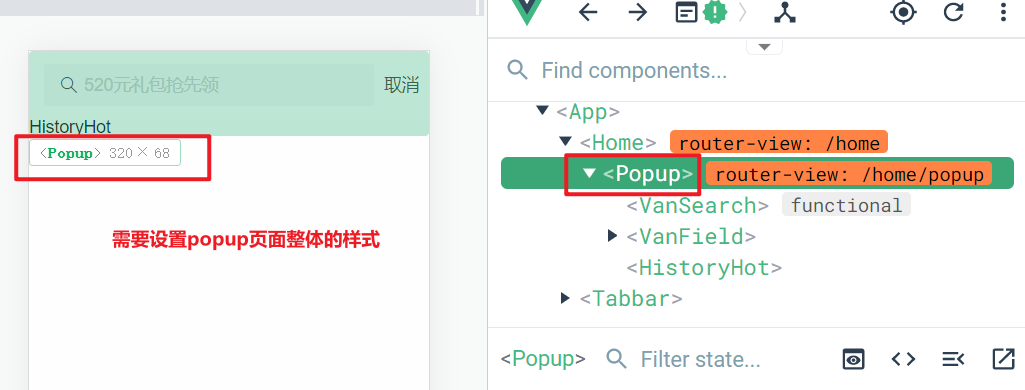 520元礼包抢先领
取消
HistoryHot
<Popup> 320 × 68
需要设置popup页面整体的样式
Find components...
<App>
<Home> router-view: /home
<Popup> router-view: /home/popup
<VanSearch> functional
<VanField>
<HistoryHot>
<Tabbar>
<Popup> Filter state...